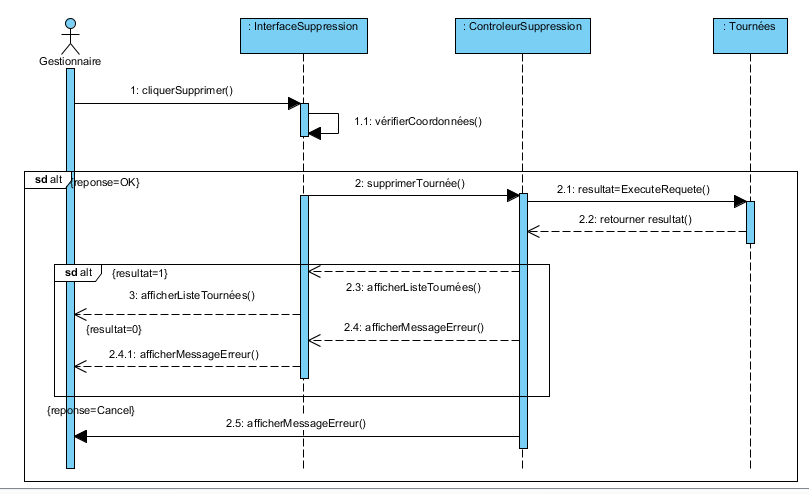 : InterfaceSuppression
: ControleurSuppression
: Tournées
Gestionnaire
1: cliquerSupprimer()
1.1: vérifierCoordonnées()
sd alt
{reponse=OK}
2: supprimerTournée()
2.1: resultat=ExecuteRequete()
2.2: retourner resultat()
sd alt
{resultat=1}
2.3: afficherListeTournées()
3: afficherListeTournées()
{resultat=0}
2.4: afficherMessageErreur()
2.4.1: afficherMessageErreur()
{reponse=Cancel}
2.5: afficherMessageErreur()